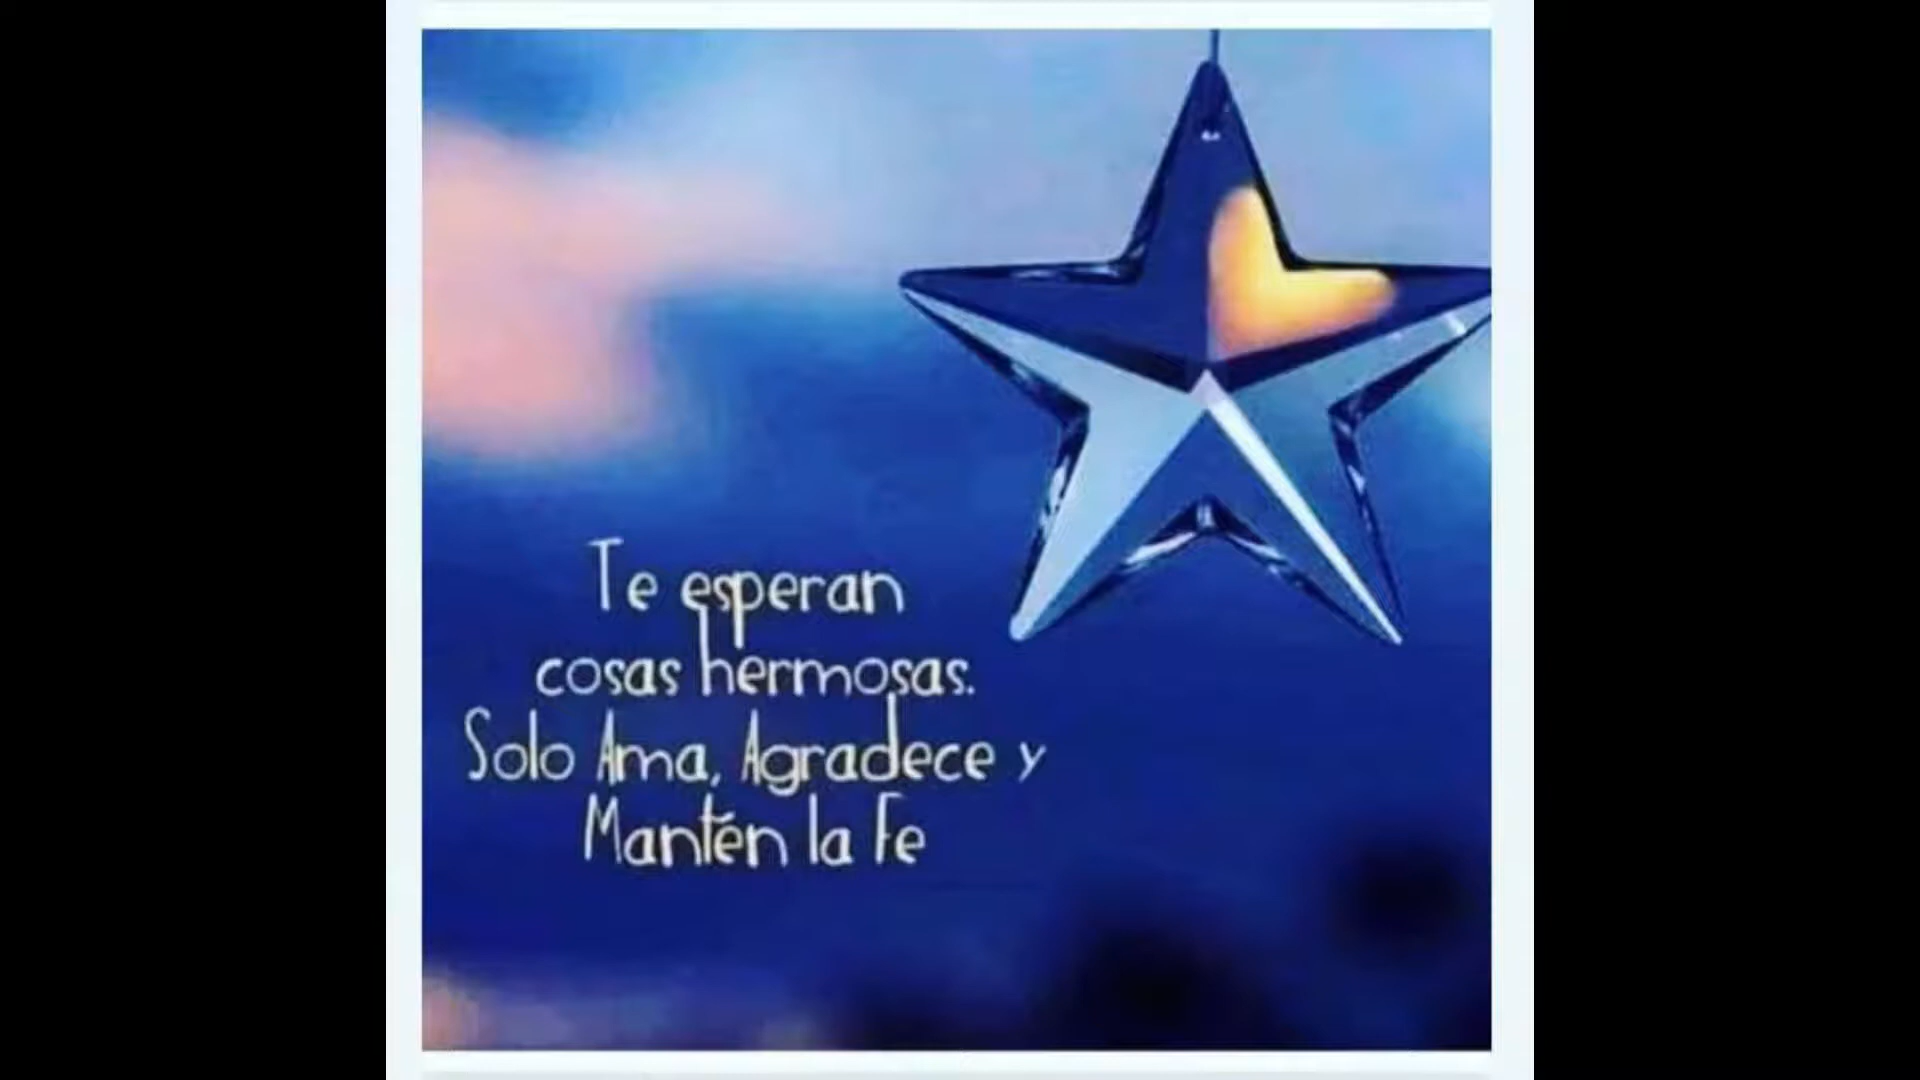 Te esperan
cosas hermosas.
Solo Ama, Agradece y
Mantén la Fe